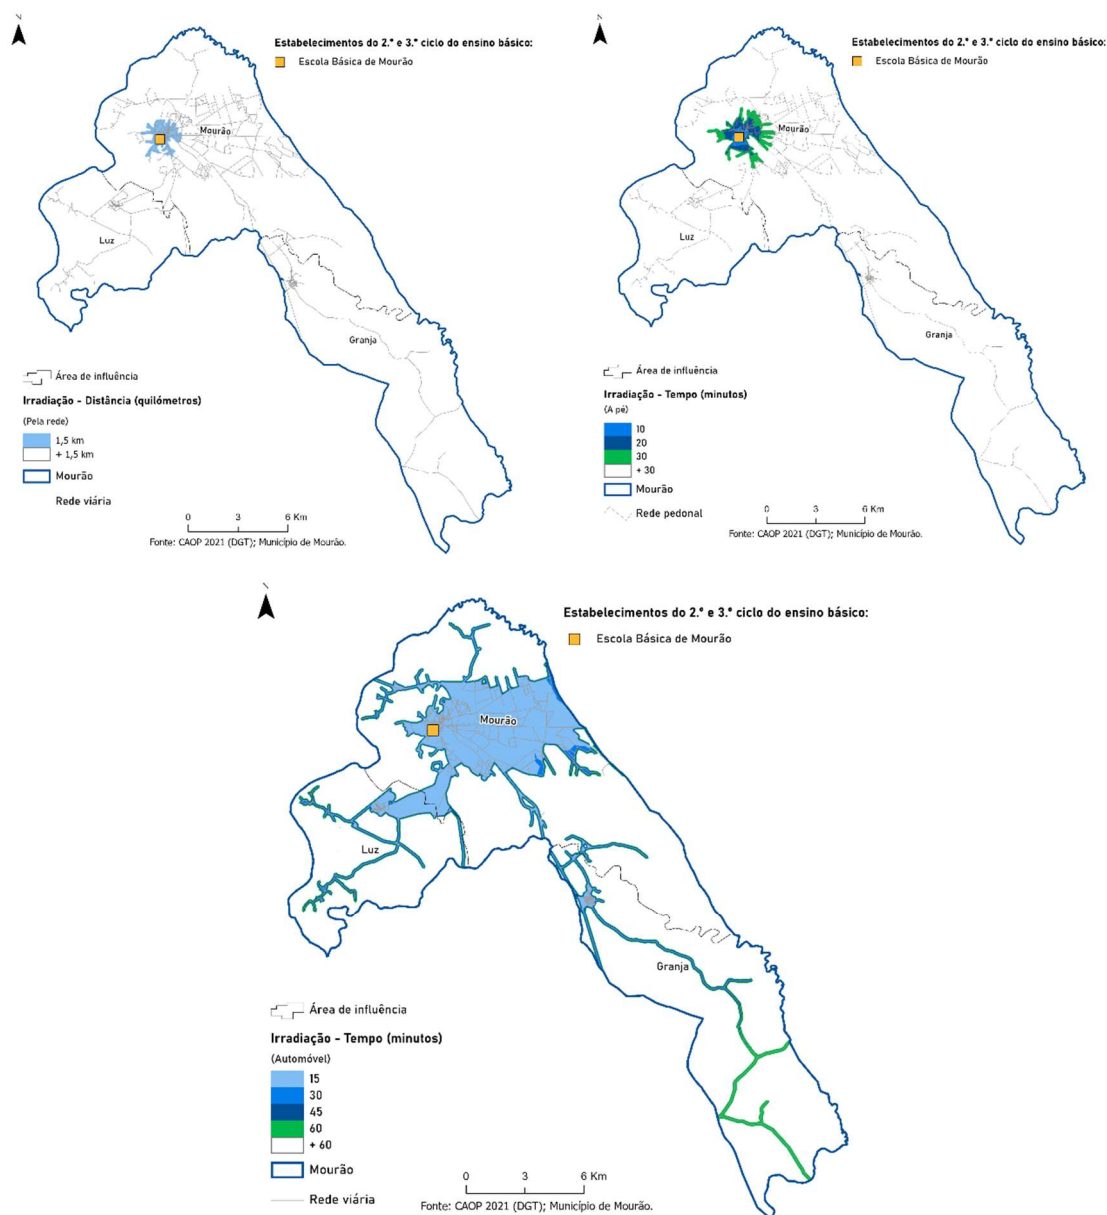 N
Estabelecimentos do 2.º e 3.º ciclo do ensino básico:
Escola Básica de Mourão
Mourão
Luz
Granja
Área de influência
Irradiação - Distância (quilómetros)
(Pela rede)
1,5 km
+ 1,5 km
Mourão
Rede viária
0 3 6 Km
Fonte: CAOP 2021 (DGT); Município de Mourão.
N
Estabelecimentos do 2.º e 3.º ciclo do ensino básico:
Escola Básica de Mourão
Mourão
Luz
Granja
Área de influência
Irradiação - Tempo (minutos)
(A pé)
10
20
30
+ 30
Mourão
Rede pedonal
0 3 6 Km
Fonte: CAOP 2021 (DGT); Município de Mourão.
N
Estabelecimentos do 2.º e 3.º ciclo do ensino básico:
Escola Básica de Mourão
Mourão
Luz
Granja
Área de influência
Irradiação - Tempo (minutos)
(Automóvel)
15
30
45
60
+ 60
Mourão
Rede viária
0 3 6 Km
Fonte: CAOP 2021 (DGT); Município de Mourão.